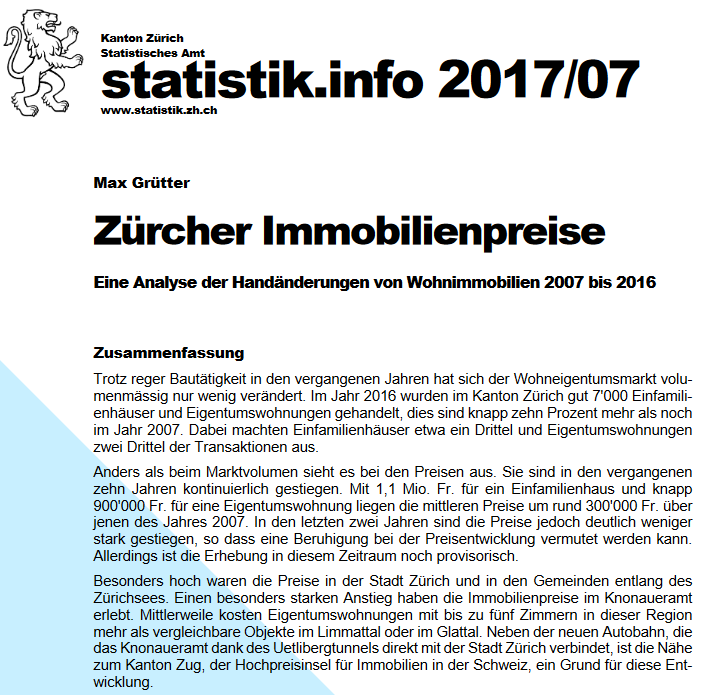 Kanton Zürich
Statistisches Amt
statistik.info 2017/07
www.statistik.zh.ch
Max Grütter
Zürcher Immobilienpreise
Eine Analyse der Handänderungen von Wohnimmobilien 2007 bis 2016
Zusammenfassung
Trotz reger Bautätigkeit in den vergangenen Jahren hat sich der Wohneigentumsmarkt volu-
menmässig nur wenig verändert. Im Jahr 2016 wurden im Kanton Zürich gut 7'000 Einfamili-
enhäuser und Eigentumswohnungen gehandelt, dies sind knapp zehn Prozent mehr als noch
im Jahr 2007. Dabei machten Einfamilienhäuser etwa ein Drittel und Eigentumswohnungen
zwei Drittel der Transaktionen aus.
Anders als beim Marktvolumen sieht es bei den Preisen aus. Sie sind in den vergangenen
zehn Jahren kontinuierlich gestiegen. Mit 1,1 Mio. Fr. für ein Einfamilienhaus und knapp
900'000 Fr. für eine Eigentumswohnung liegen die mittleren Preise um rund 300'000 Fr. über
jenen des Jahres 2007. In den letzten zwei Jahren sind die Preise jedoch deutlich weniger
stark gestiegen, so dass eine Beruhigung bei der Preisentwicklung vermutet werden kann.
Allerdings ist die Erhebung in diesem Zeitraum noch provisorisch.
Besonders hoch waren die Preise in der Stadt Zürich und in den Gemeinden entlang des
Zürichsees. Einen besonders starken Anstieg haben die Immobilienpreise im Knonaueramt
erlebt. Mittlerweile kosten Eigentumswohnungen mit bis zu fünf Zimmern in dieser Region
mehr als vergleichbare Objekte im Limmattal oder im Glattal. Neben der neuen Autobahn, die
das Knonaueramt dank des Uetlibergtunnels direkt mit der Stadt Zürich verbindet, ist die Nähe
zum Kanton Zug, der Hochpreisinsel für Immobilien in der Schweiz, ein Grund für diese Ent-
wicklung.